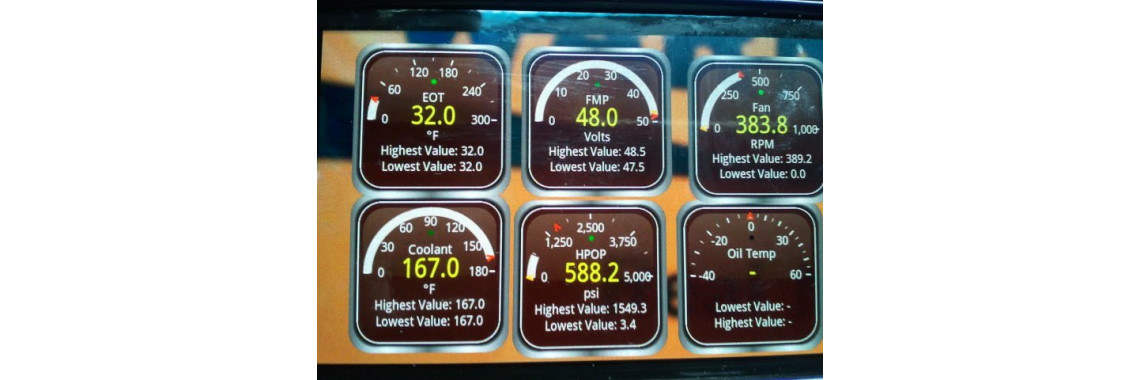 120 180
60 240
EOT
32.0
0 300
°F
Highest Value: 32.0
Lowest Value: 32.0
20 30
10 40
FMP
48.0
0 50
Volts
Highest Value: 48.5
Lowest Value: 47.5
500
250 750
Fan
383.8
0 1,000
RPM
Highest Value: 389.2
Lowest Value: 0.0
90
60 120
30 150
Coolant
167.0
0 180
°F
Highest Value: 167.0
Lowest Value: 167.0
2,500
1,250 3,750
HPOP
588.2
0 5,000
psi
Highest Value: 1549.3
Lowest Value: 3.4
0
-20 30
Oil Temp
-
-40 60
Lowest Value: -
Highest Value: -